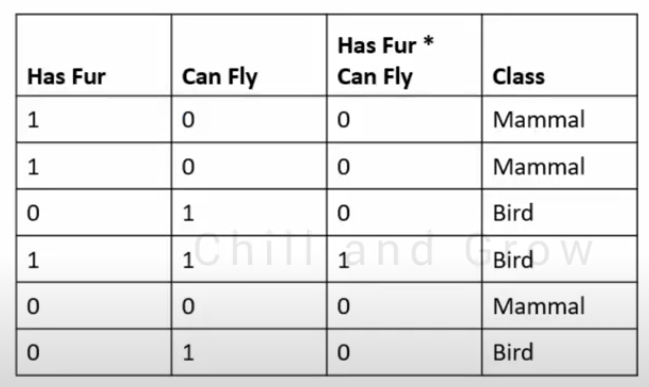 Has Fur Can Fly Has Fur * Can Fly Class
1 0 0 Mammal
1 0 0 Mammal
0 1 0 Bird
Chill and Grow
1 1 1 Bird
0 0 0 Mammal
0 1 0 Bird